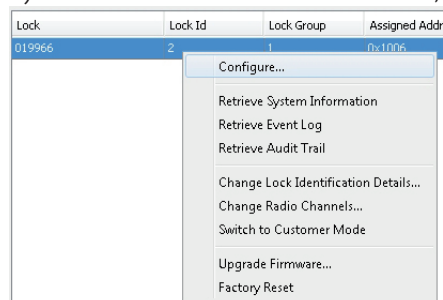 Lock Lock Id Lock Group Assigned Addr
019966 2 1 0x1006
Configure...
Retrieve System Information
Retrieve Event Log
Retrieve Audit Trail
Change Lock Identification Details...
Change Radio Channels...
Switch to Customer Mode
Upgrade Firmware...
Factory Reset